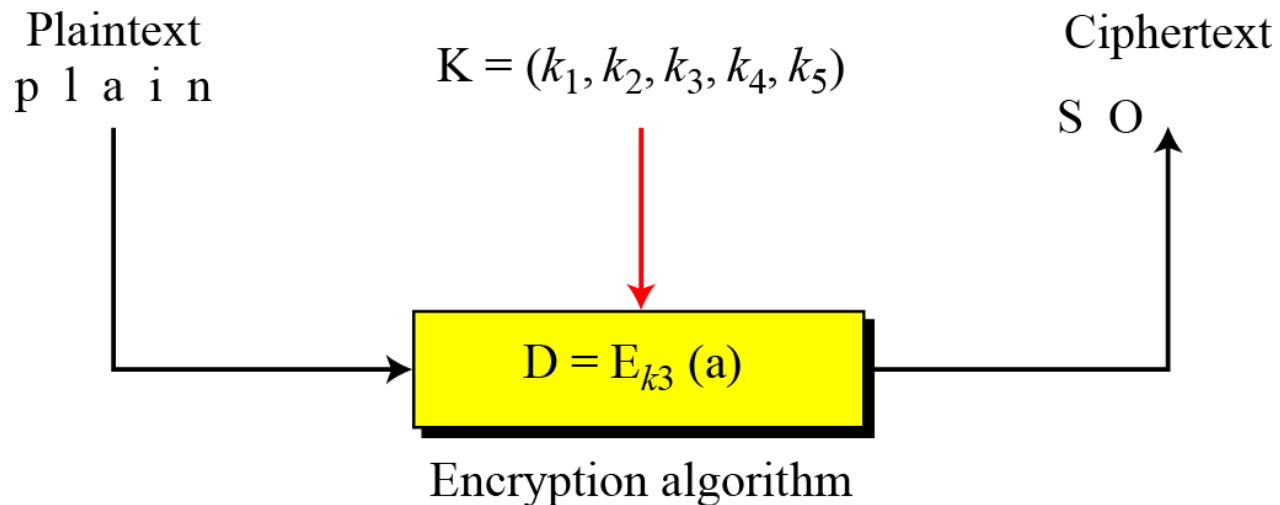 Plaintext
p l a i n
K = (k₁, k₂, k₃, k₄, k₅)
Ciphertext
S O
D = Eₖ₃ (a)
Encryption algorithm